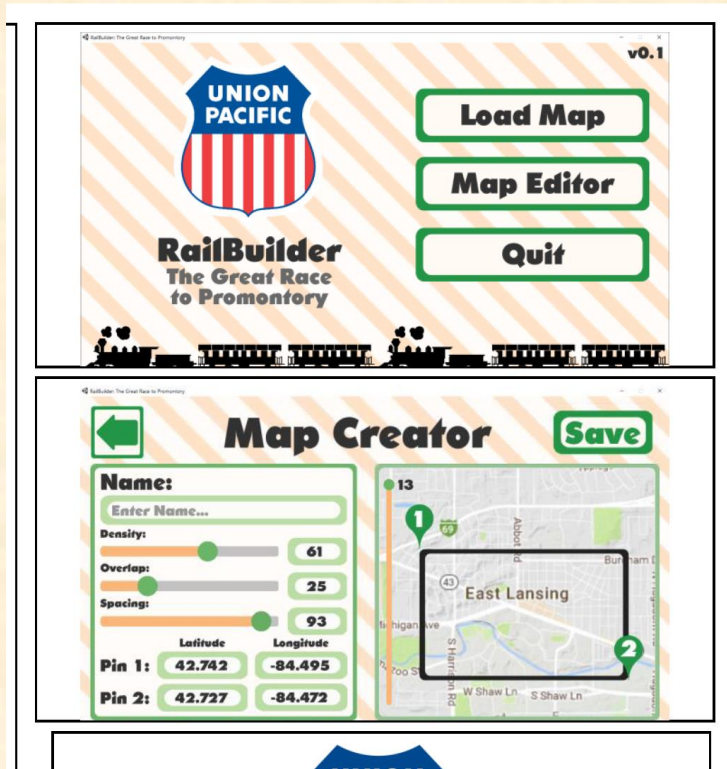 RailBuilder: The Great Race to Promontory
v0.1
UNION
PACIFIC
Load Map
Map Editor
Quit
RailBuilder
The Great Race
to Promontory
RailBuilder: The Great Race to Promontory
Map Creator
Save
Name:
Enter Name...
Density:
61
Overlap:
25
Spacing:
93
Latitude Longitude
Pin 1: 42.742 -84.495
Pin 2: 42.727 -84.472
13
1
69
Abbot Rd
43
East Lansing
S Harrison Rd
2
W Shaw Ln
S Shaw Ln